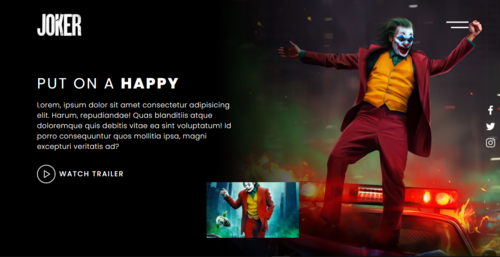 JOKER
PUT ON A HAPPY
Lorem, ipsum dolor sit amet consectetur adipisicing
elit. Harum, repudiandae! Quas blanditiis atque
doloremque quis debitis vitae ea sint voluptatum! Id
porro consequuntur quos mollitia ipsa, magni
excepturi veritatis ad?
WATCH TRAILER